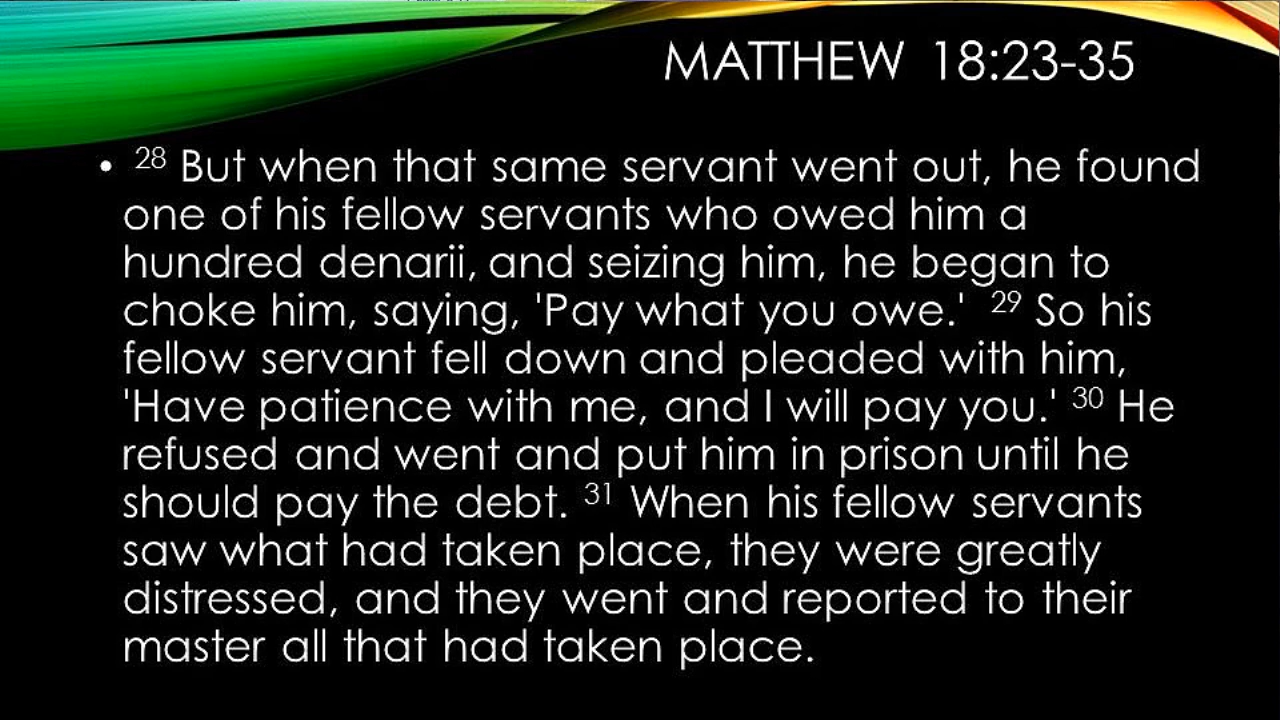 MATTHEW 18:23-35
• 28 But when that same servant went out, he found
one of his fellow servants who owed him a
hundred denarii, and seizing him, he began to
choke him, saying, 'Pay what you owe.' 29 So his
fellow servant fell down and pleaded with him,
'Have patience with me, and I will pay you.' 30 He
refused and went and put him in prison until he
should pay the debt. 31 When his fellow servants
saw what had taken place, they were greatly
distressed, and they went and reported to their
master all that had taken place.